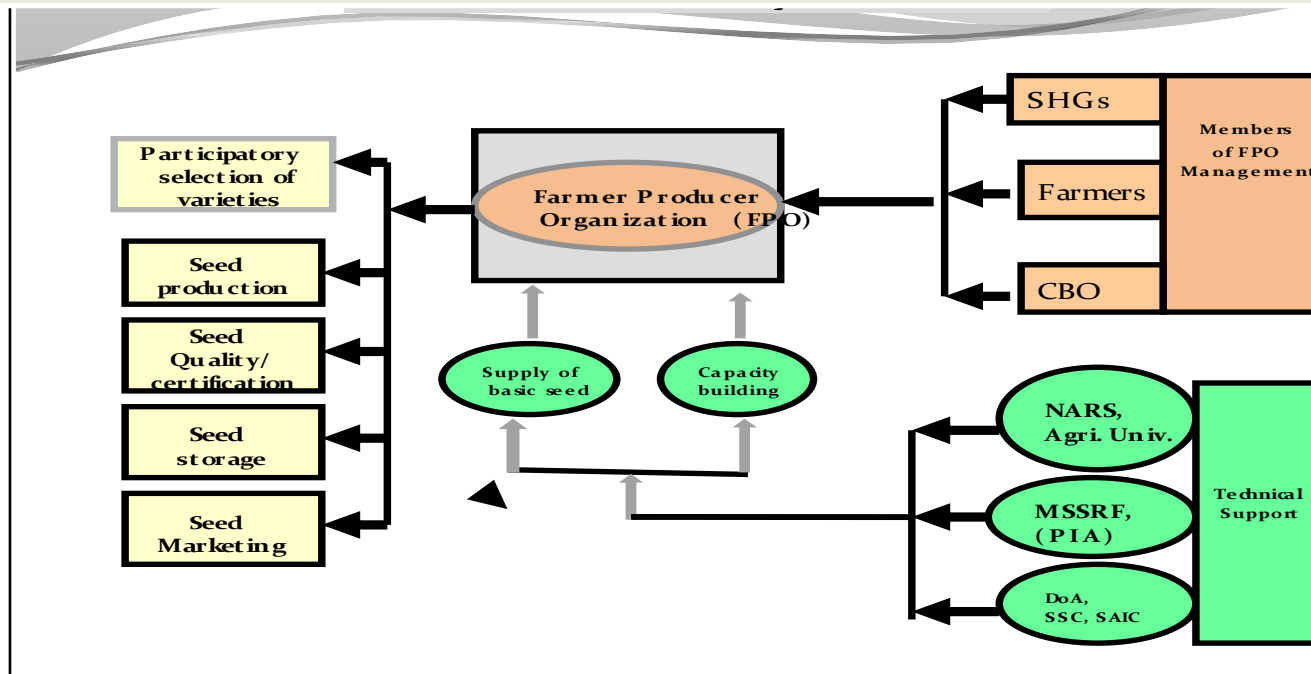 Participatory
selection of
varieties
Seed
production
Seed
Quality/
certification
Seed
storage
Seed
Marketing
Farmer Producer
Organization (FPO)
Supply of
basic seed
Capacity
building
SHGs
Farmers
CBO
Members
of FPO
Management
NARS,
Agri. Univ.
MSSRF,
(PIA)
DoA,
SSC, SAIC
Technical
Support